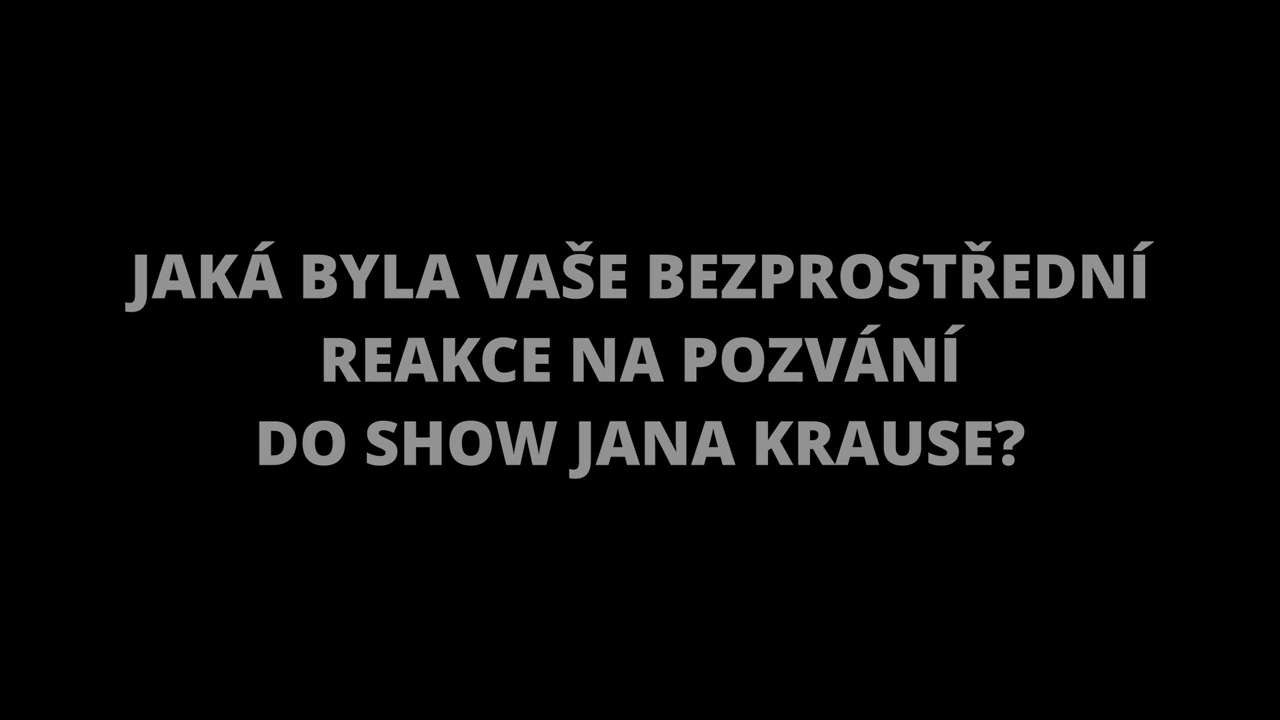 JAKÁ BYLA VAŠE BEZPROSTŘEDNÍ
REAKCE NA POZVÁNÍ
DO SHOW JANA KRAUSE?